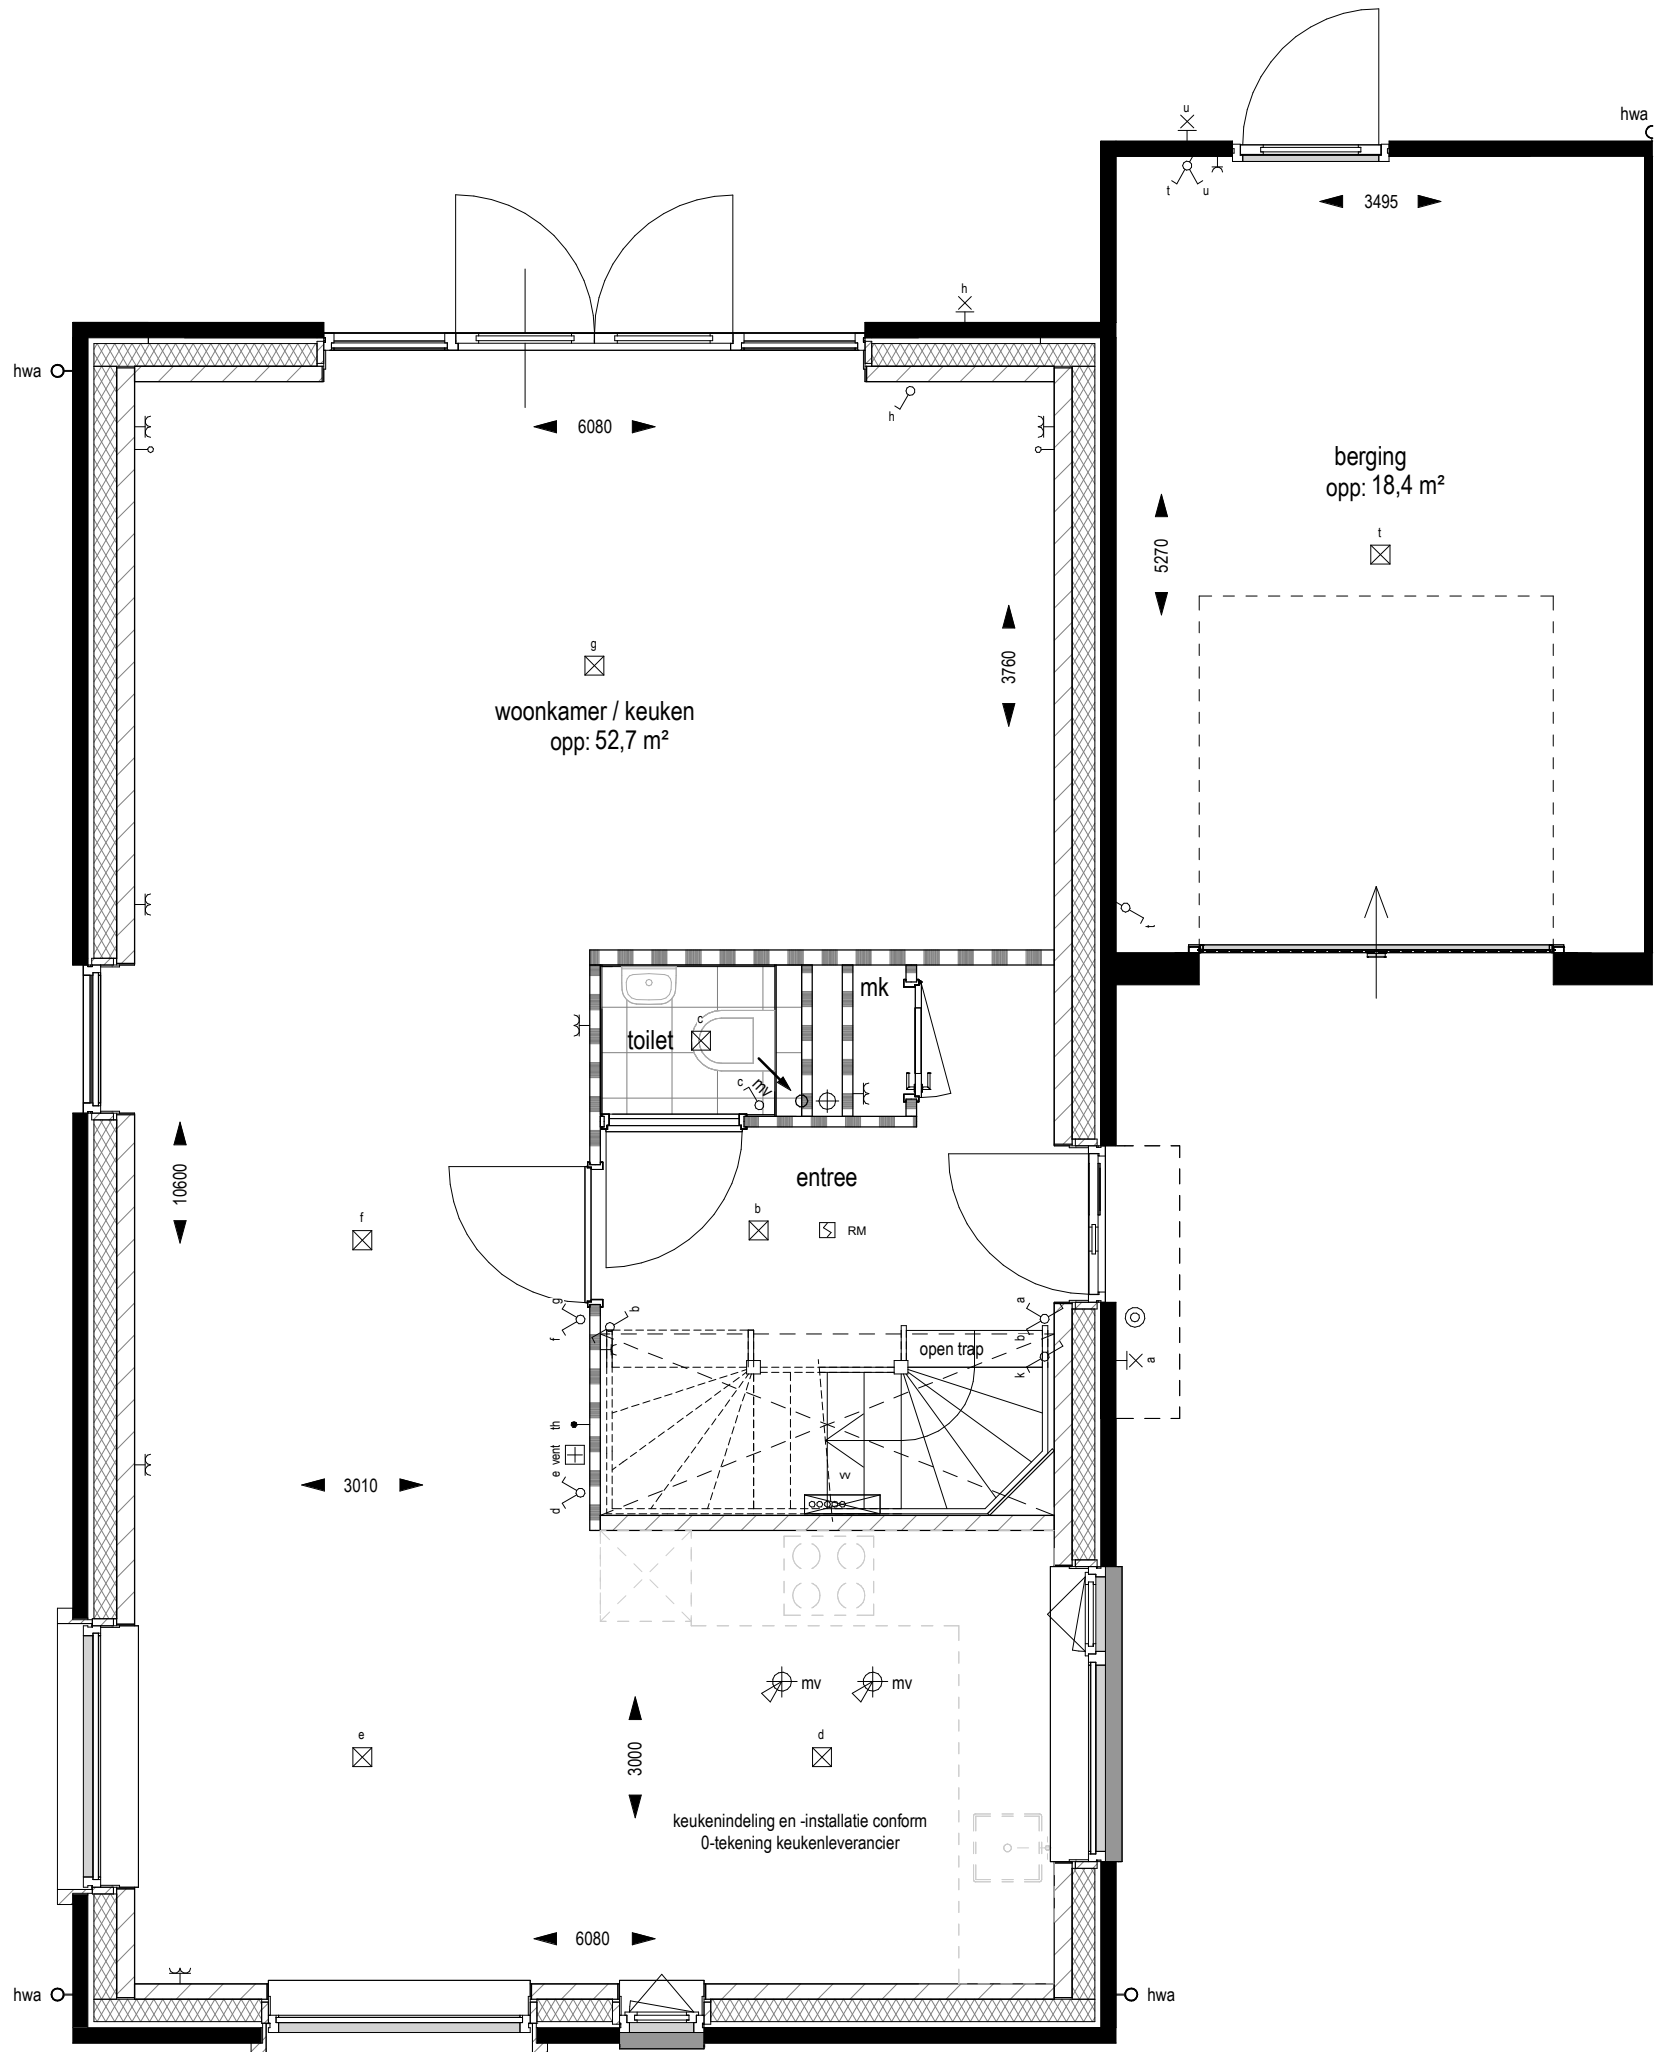 u
hwa
t
u
3495
h
hwa
h
6080
berging
opp: 18,4 m²
t
5270
g
3760
woonkamer / keuken
opp: 52,7 m²
t
mk
toilet
c
c
mv
entree
10600
f
b
RM
g
f
b
a
b
k
a
open trap
th
vent
e
d
vv
3010
mv
mv
e
d
3000
keukenindeling en -installatie conform
0-tekening keukenleverancier
6080
hwa
hwa